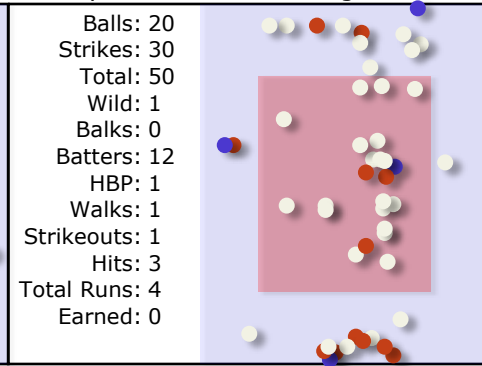 Balls: 20
Strikes: 30
Total: 50
Wild: 1
Balks: 0
Batters: 12
HBP: 1
Walks: 1
Strikeouts: 1
Hits: 3
Total Runs: 4
Earned: 0